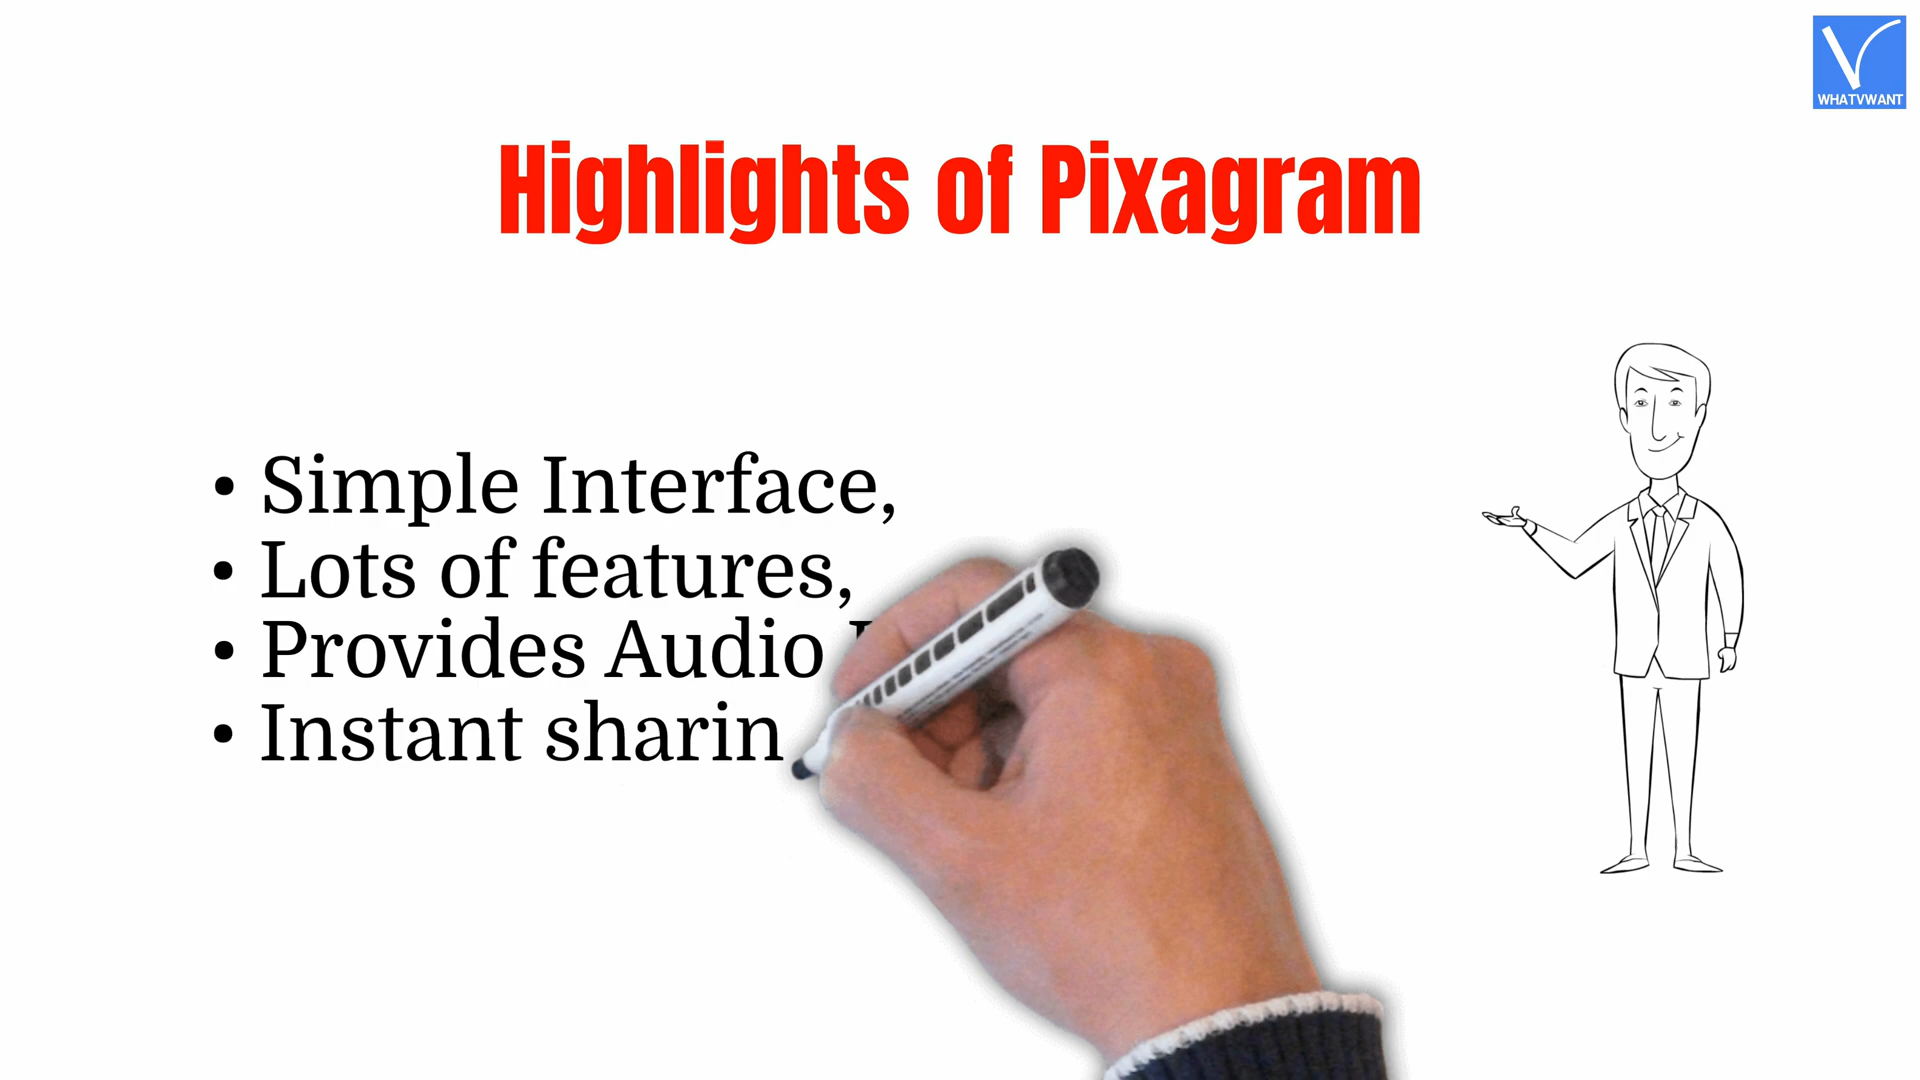 WHATVWANT
Highlights of Pixagram
• Simple Interface,
• Lots of features,
• Provides Audio
• Instant sharin